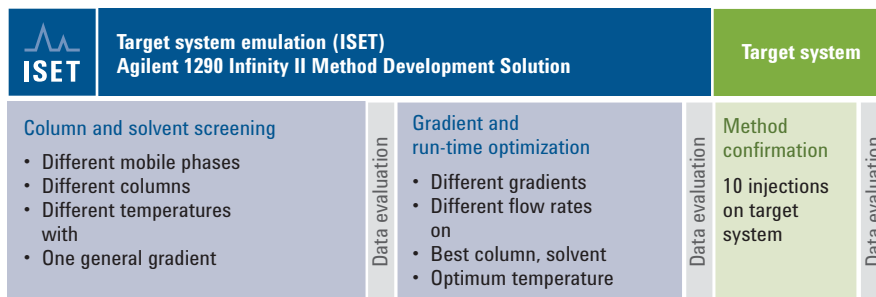 ISET
Target system emulation (ISET)
Agilent 1290 Infinity II Method Development Solution
Target system
Column and solvent screening
• Different mobile phases
• Different columns
• Different temperatures
with
• One general gradient
Data evaluation
Gradient and
run-time optimization
• Different gradients
• Different flow rates
on
• Best column, solvent
• Optimum temperature
Data evaluation
Method
confirmation
10 injections
on target
system
Data evaluation